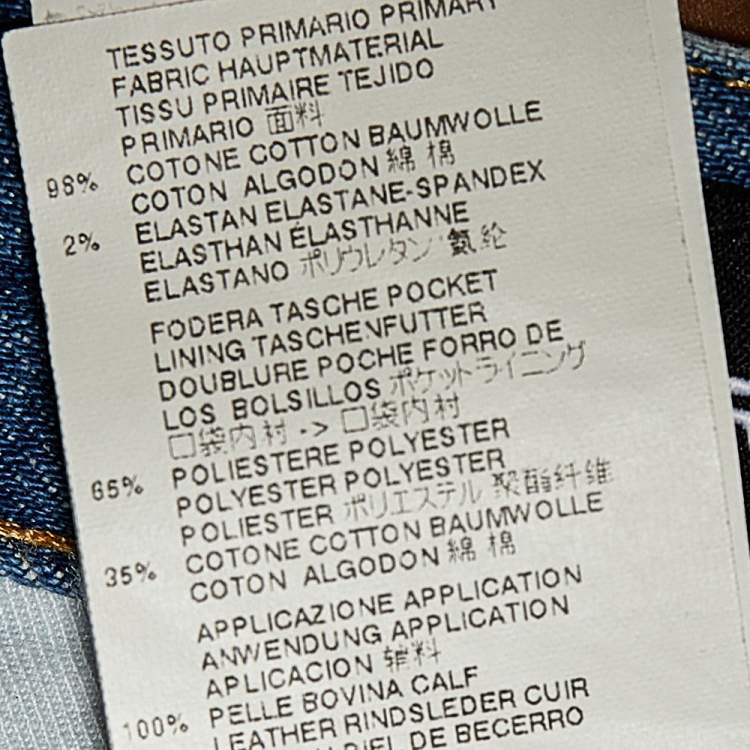 TESSUTO PRIMARIO PRIMARY
FABRIC HAUPTMATERIAL
TISSU PRIMAIRE TEJIDO
PRIMARIO 面料
98% COTONE COTTON BAUMWOLLE
COTON ALGODON 綿 棉
2% ELASTAN ELASTANE-SPANDEX
ELASTHAN ÉLASTHANNE
ELASTANO ポリウレタン 氨纶
FODERA TASCHE POCKET
LINING TASCHENFUTTER
DOUBLURE POCHE FORRO DE
LOS BOLSILLOS ポケットライニング
口袋内村 -> 口袋内村
65% POLIESTERE POLYESTER
POLYESTER POLYESTER
POLIESTER ポリエステル 聚酯纤维
35% COTONE COTTON BAUMWOLLE
COTON ALGODON 綿 棉
APPLICAZIONE APPLICATION
ANWENDUNG APPLICATION
APLICACION 辅料
100% PELLE BOVINA CALF
LEATHER RINDSLEDER CUIR
PIEL DE BECERRO